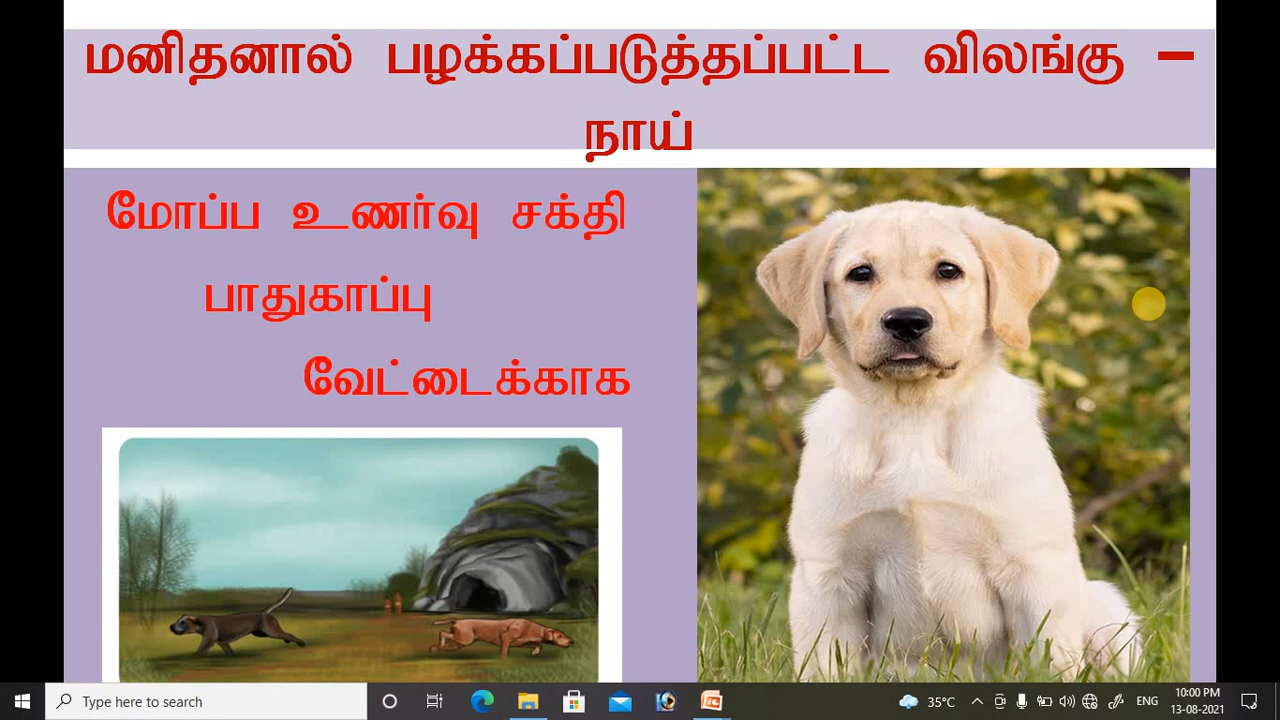 மனிதனால் பழக்கப்படுத்தப்பட்ட விலங்கு –
நாய்
மோப்ப உணர்வு சக்தி
பாதுகாப்பு
வேட்டைக்காக
Type here to search
35°C
ENG
10:00 PM
13-08-2021